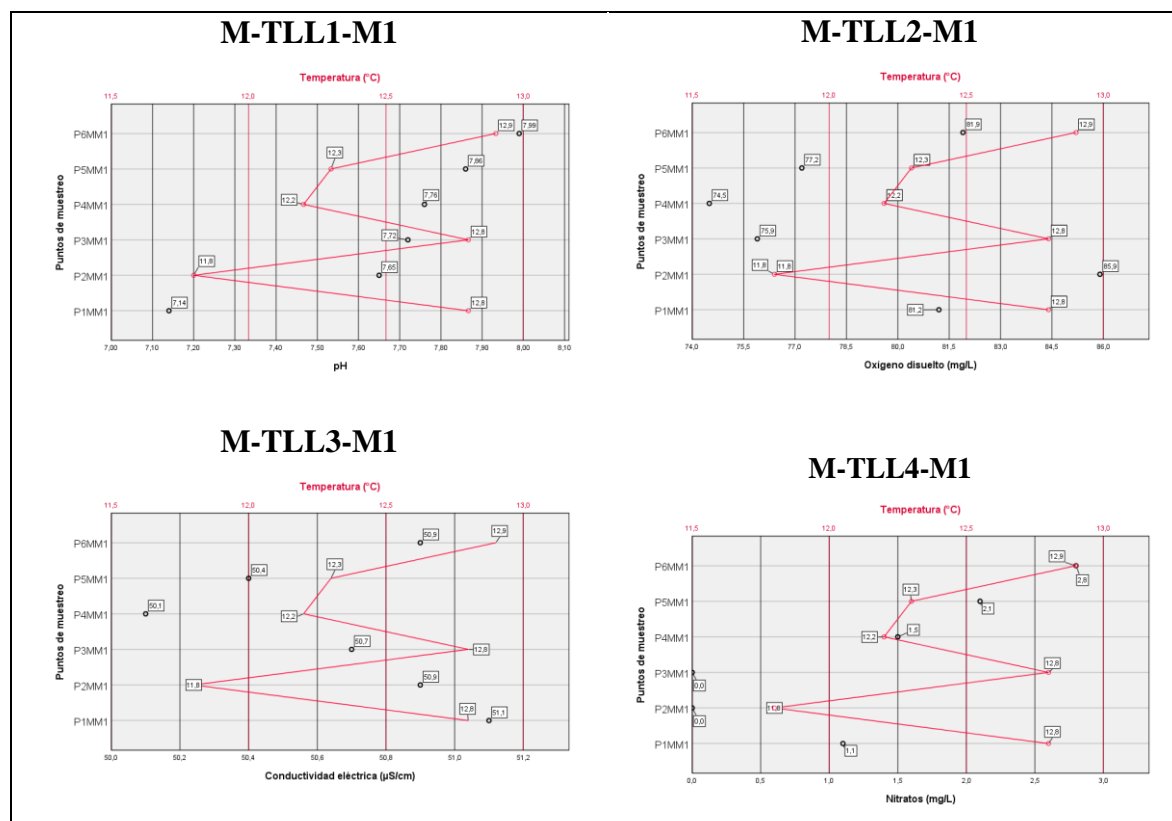 M-TLL1-M1
Temperatura (°C)
11,5 12,0 12,5 13,0
Puntos de muestreo
P6MM1 12,9 7,99
P5MM1 12,3 7,86
P4MM1 12,2 7,76
P3MM1 7,72 12,8
P2MM1 11,8 7,65
P1MM1 7,14 12,8
7,00 7,10 7,20 7,30 7,40 7,50 7,60 7,70 7,80 7,90 8,00 8,10
pH
M-TLL2-M1
Temperatura (°C)
11,5 12,0 12,5 13,0
Puntos de muestreo
P6MM1 81,9 12,9
P5MM1 77,2 12,3
P4MM1 74,5 12,2
P3MM1 75,9 12,8
P2MM1 11,8 11,8 85,9
P1MM1 81,2 12,8
74,0 75,5 77,0 78,5 80,0 81,5 83,0 84,5 86,0
Oxigeno disuelto (mg/L)
M-TLL3-M1
Temperatura (°C)
11,5 12,0 12,5 13,0
Puntos de muestreo
P6MM1 50,9 12,9
P5MM1 50,4 12,3
P4MM1 50,1 12,2
P3MM1 50,7 12,8
P2MM1 11,8 50,9
P1MM1 12,8 51,1
50,0 50,2 50,4 50,6 50,8 51,0 51,2
Conductividad eléctrica (µS/cm)
M-TLL4-M1
Temperatura (°C)
11,5 12,0 12,5 13,0
Puntos de muestreo
P6MM1 12,9 2,8
P5MM1 12,3 2,1
P4MM1 12,2 1,5
P3MM1 0,0 12,8
P2MM1 0,0 11,8
P1MM1 1,1 12,8
0,0 0,5 1,0 1,5 2,0 2,5 3,0
Nitratos (mg/L)